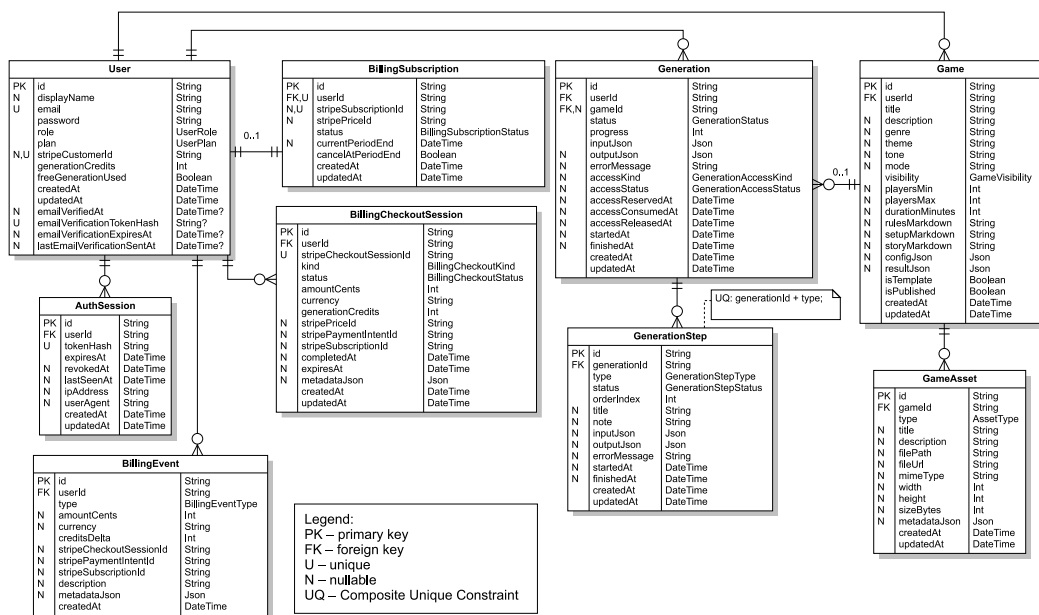 User
PK id String
N displayName String
U email String
password String
role UserRole
plan UserPlan
N,U stripeCustomerId String
generationCredits Int
freeGenerationUsed Boolean
createdAt DateTime
updatedAt DateTime
N emailVerifiedAt DateTime?
U emailVerificationTokenHash String?
N emailVerificationExpiresAt DateTime?
N lastEmailVerificationSentAt DateTime?
0..1
BillingSubscription
PK id String
FK,U userId String
N,U stripeSubscriptionId String
N stripePriceId String
status BillingSubscriptionStatus
N currentPeriodEnd DateTime
cancelAtPeriodEnd Boolean
createdAt DateTime
updatedAt DateTime
Generation
PK id String
FK userId String
FK,N gameId String
status GenerationStatus
progress Int
inputJson Json
N outputJson Json
N errorMessage String
N accessKind GenerationAccessKind
N accessStatus GenerationAccessStatus
N accessReservedAt DateTime
N accessConsumedAt DateTime
N accessReleasedAt DateTime
N startedAt DateTime
N finishedAt DateTime
createdAt DateTime
updatedAt DateTime
0..1
Game
PK id String
FK userId String
title String
N description String
N genre String
N theme String
N tone String
N mode String
visibility GameVisibility
N playersMin Int
N playersMax Int
N durationMinutes Int
N rulesMarkdown String
N setupMarkdown String
N storyMarkdown String
N configJson Json
N resultJson Json
isTemplate Boolean
isPublished Boolean
createdAt DateTime
updatedAt DateTime
BillingCheckoutSession
PK id String
FK userId String
U stripeCheckoutSessionId String
kind BillingCheckoutKind
status BillingCheckoutStatus
amountCents Int
currency String
generationCredits Int
N stripePriceId String
N stripePaymentIntentId String
N stripeSubscriptionId String
N completedAt DateTime
N expiresAt DateTime
N metadataJson Json
createdAt DateTime
updatedAt DateTime
AuthSession
PK id String
FK userId String
U tokenHash String
expiresAt DateTime
N revokedAt DateTime
N lastSeenAt DateTime
N ipAddress String
N userAgent String
createdAt DateTime
updatedAt DateTime
UQ: generationId + type;
GenerationStep
PK id String
FK generationId String
type GenerationStepType
status GenerationStepStatus
orderIndex Int
N title String
N note String
N inputJson Json
N outputJson Json
N errorMessage String
N startedAt DateTime
N finishedAt DateTime
createdAt DateTime
updatedAt DateTime
GameAsset
PK id String
FK gameId String
type AssetType
N title String
N description String
N filePath String
N fileUrl String
N mimeType String
N width Int
N height Int
N sizeBytes Int
N metadataJson Json
createdAt DateTime
updatedAt DateTime
BillingEvent
PK id String
FK userId String
type BillingEventType
N amountCents Int
N currency String
creditsDelta Int
N stripeCheckoutSessionId String
N stripePaymentIntentId String
N stripeSubscriptionId String
N description String
N metadataJson Json
createdAt DateTime
Legend:
PK – primary key
FK – foreign key
U – unique
N – nullable
UQ – Composite Unique Constraint